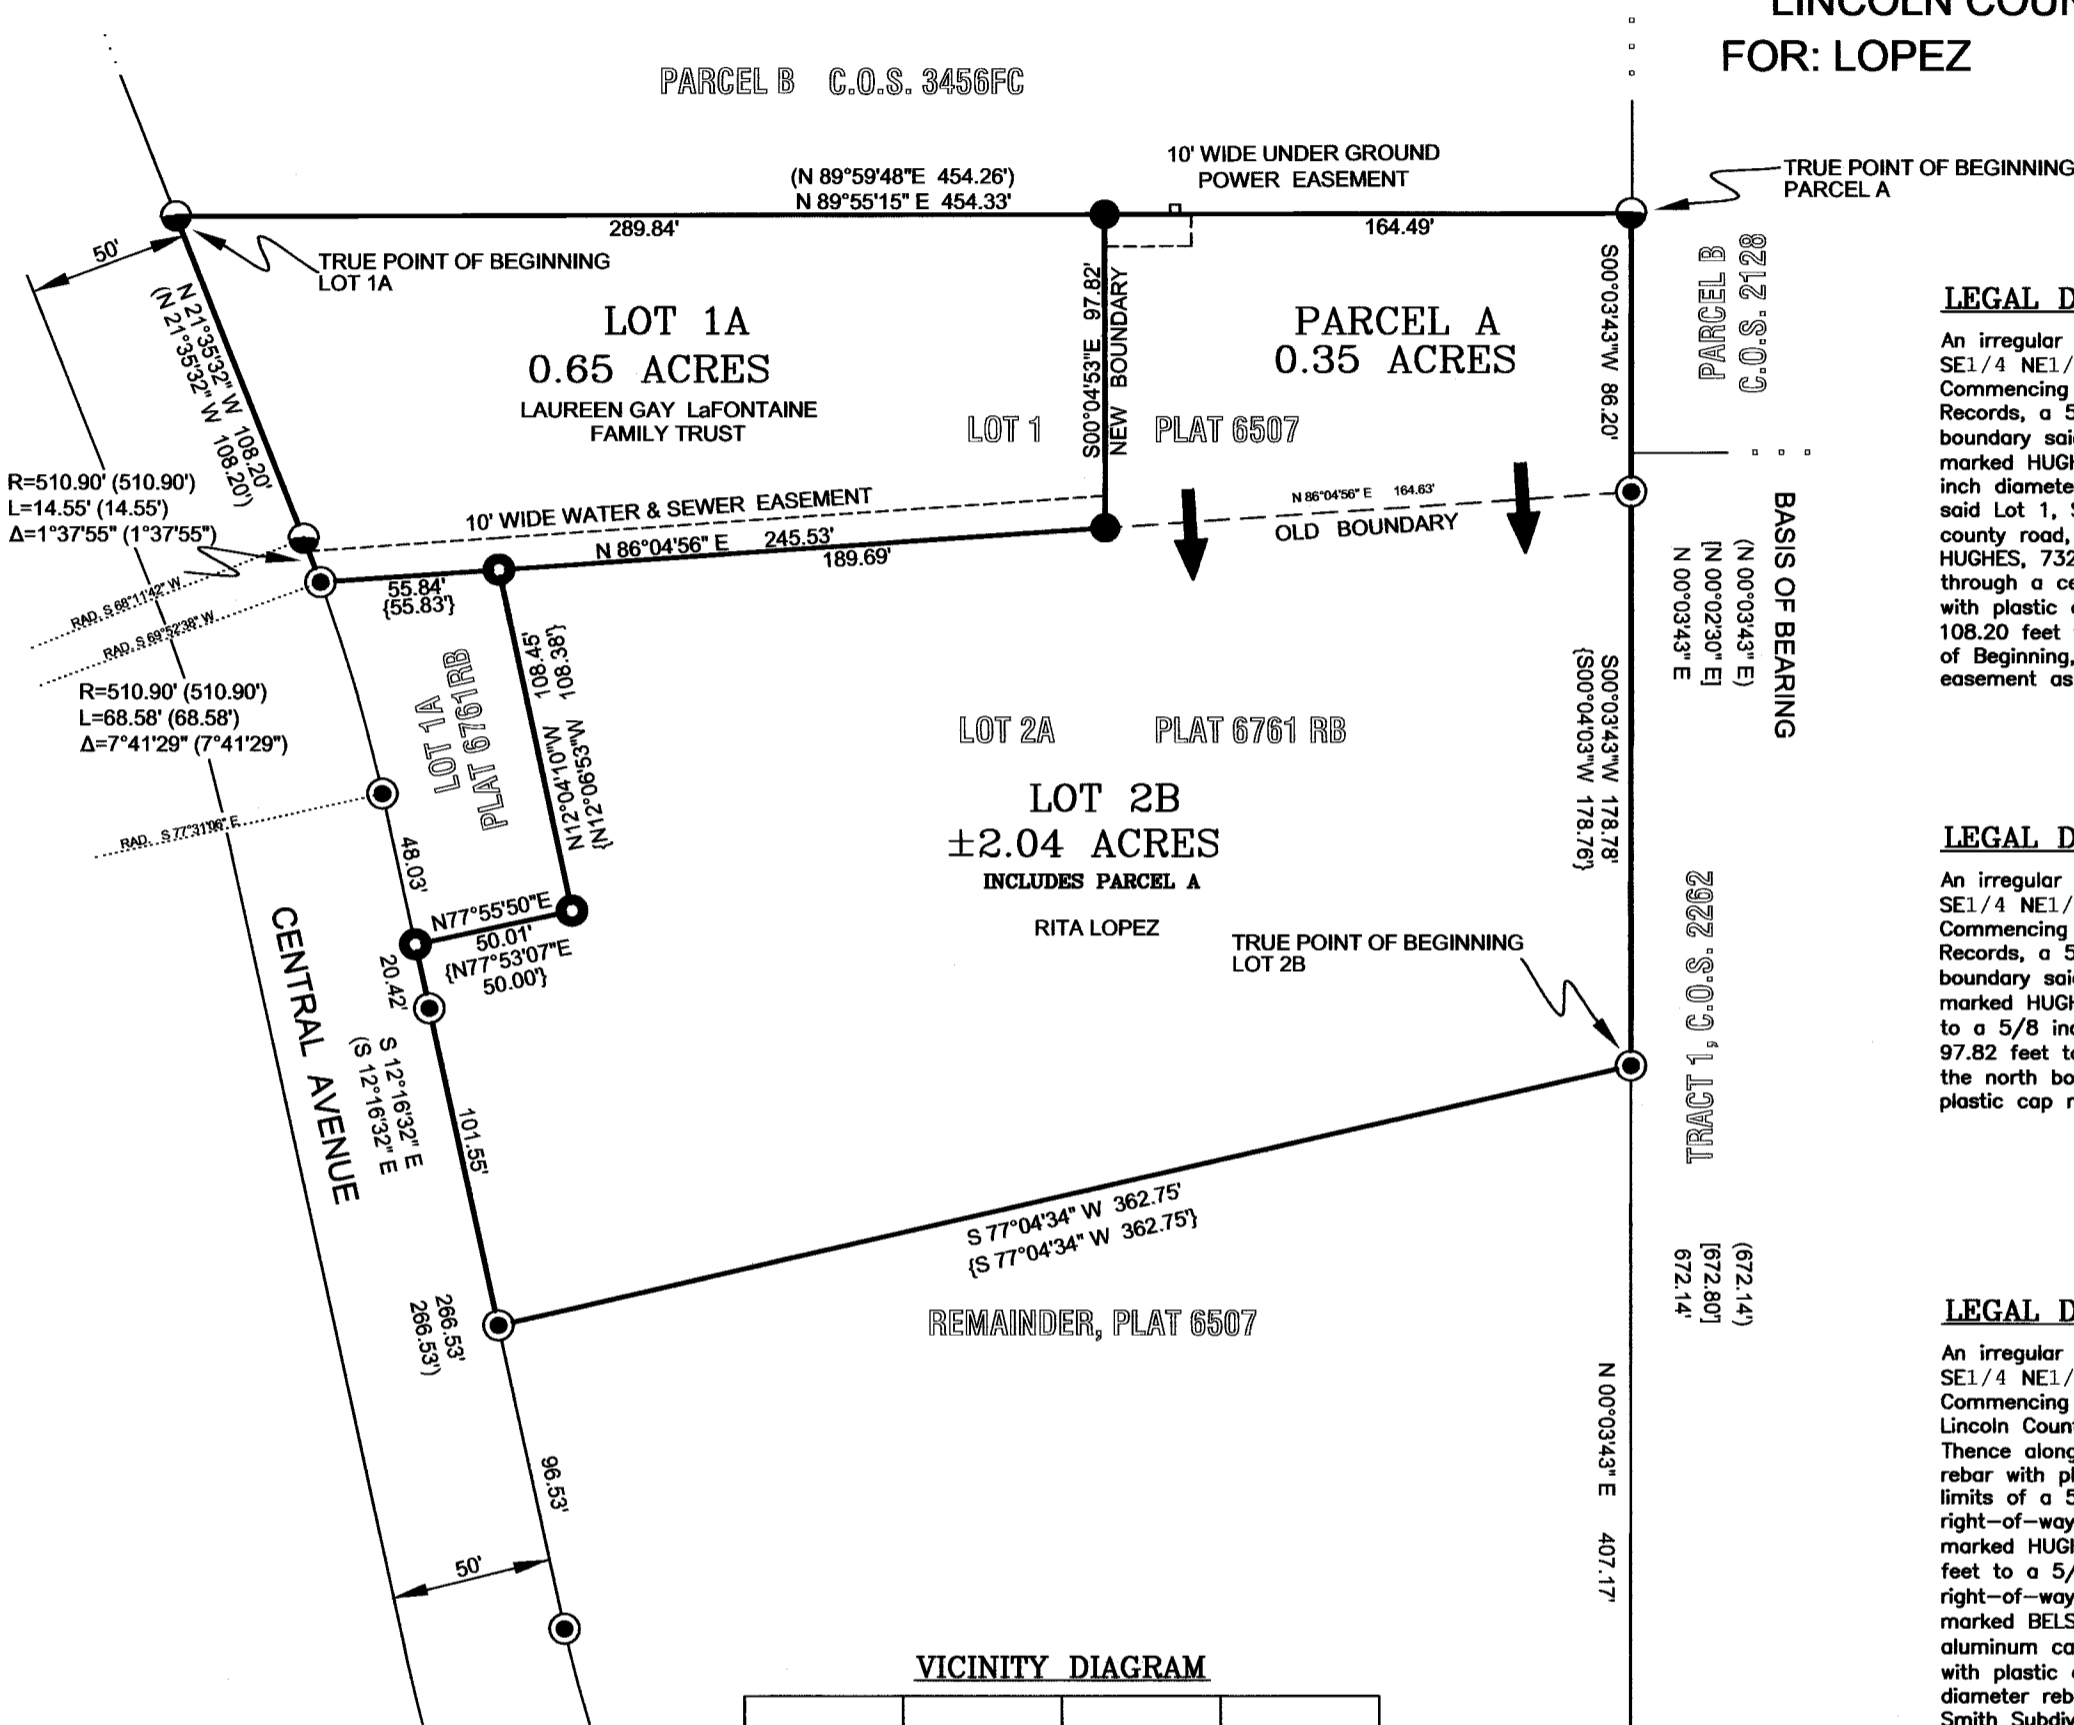 LINCOLN COUN
FOR: LOPEZ
PARCEL B C.O.S. 3456FC
10' WIDE UNDER GROUND
POWER EASEMENT
(N 89°59'48"E 454.26')
N 89°55'15" E 454.33'
289.84'
164.49'
TRUE POINT OF BEGINNING
PARCEL A
50'
TRUE POINT OF BEGINNING
LOT 1A
N 21°35'32" W 108.20'
(N 21°35'32" W 108.20')
LOT 1A
0.65 ACRES
LAUREEN GAY LaFONTAINE
FAMILY TRUST
LOT 1
S00°04'53"E 97.82'
NEW BOUNDARY
PARCEL A
0.35 ACRES
PLAT 6507
S00°03'43"W 86.20'
PARCEL B
C.O.S. 2128
R=510.90' (510.90')
L=14.55' (14.55')
Δ=1°37'55" (1°37'55")
10' WIDE WATER & SEWER EASEMENT
N 86°04'56" E 245.53'
189.69'
N 86°04'56" E 164.63'
OLD BOUNDARY
55.84'
{55.83'}
RAD. S 68°11'42" W
RAD. S 69°52'38" W
R=510.90' (510.90')
L=68.58' (68.58')
Δ=7°41'29" (7°41'29")
RAD. S 77°31'06" E
LOT 1A
PLAT 6761RB
108.45'
108.38'}
N12°04'10"W
{N12°06'53"W
LOT 2A PLAT 6761 RB
LOT 2B
±2.04 ACRES
INCLUDES PARCEL A
RITA LOPEZ
S00°03'43"W 178.78'
{S00°04'03"W 178.76'}
(N 00°03'43" E)
[N 00°02'30" E]
N 00°03'43" E
BASIS OF BEARING
48.03'
N77°55'50"E
50.01'
{N77°53'07"E
50.00'}
20.42'
TRUE POINT OF BEGINNING
LOT 2B
CENTRAL AVENUE
S 12°16'32" E
(S 12°16'32" E
101.55'
TRACT 1, C.O.S. 2262
S 77°04'34" W 362.75'
{S 77°04'34" W 362.75'}
(672.14')
[672.80']
672.14'
266.53'
266.53')
REMAINDER, PLAT 6507
N 00°03'43" E 407.17'
96.53'
50'
VICINITY DIAGRAM
LEGAL D
An irregular
SE1/4 NE1/
Commencing
Records, a 5
boundary said
marked HUGH
inch diamete
said Lot 1, S
county road,
HUGHES, 732
through a ce
with plastic c
108.20 feet
of Beginning,
easement as
LEGAL D
An irregular
SE1/4 NE1/
Commencing
Records, a 5
boundary said
marked HUGH
to a 5/8 inc
97.82 feet to
the north bo
plastic cap r
LEGAL D
An irregular
SE1/4 NE1/
Commencing
Lincoln Coun
Thence along
rebar with pl
limits of a 5
right-of-way
marked HUGH
feet to a 5/
right-of-way
marked BELS
aluminum ca
with plastic c
diameter reb
Smith Subdiv